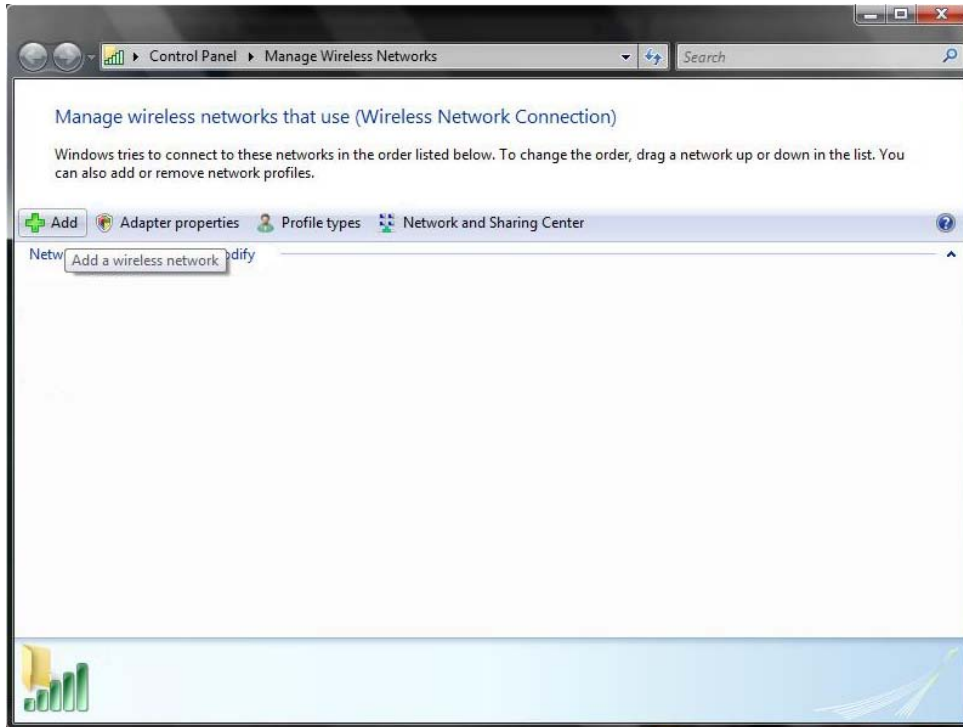 Control Panel Manage Wireless Networks
Search
Manage wireless networks that use (Wireless Network Connection)
Windows tries to connect to these networks in the order listed below. To change the order, drag a network up or down in the list. You
can also add or remove network profiles.
Add Adapter properties Profile types Network and Sharing Center
Add a wireless network